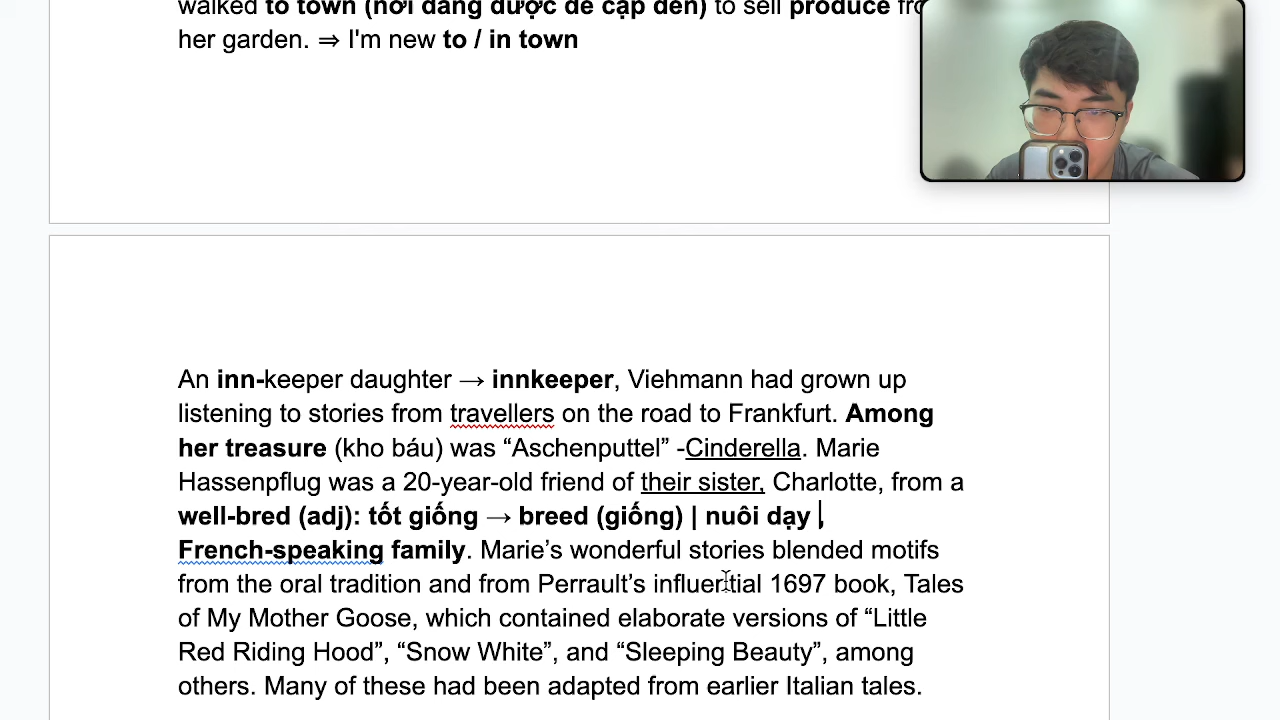 walked to town (nơi đang được đề cập đến) to sell produce
her garden. ⇒ I'm new to / in town
An inn-keeper daughter → innkeeper, Viehmann had grown up
listening to stories from travellers on the road to Frankfurt. Among
her treasure (kho báu) was “Aschenputtel” -Cinderella. Marie
Hassenpflug was a 20-year-old friend of their sister, Charlotte, from a
well-bred (adj): tốt giống → breed (giống) | nuôi dạy ,
French-speaking family. Marie’s wonderful stories blended motifs
from the oral tradition and from Perrault’s influential 1697 book, Tales
of My Mother Goose, which contained elaborate versions of “Little
Red Riding Hood”, “Snow White”, and “Sleeping Beauty”, among
others. Many of these had been adapted from earlier Italian tales.